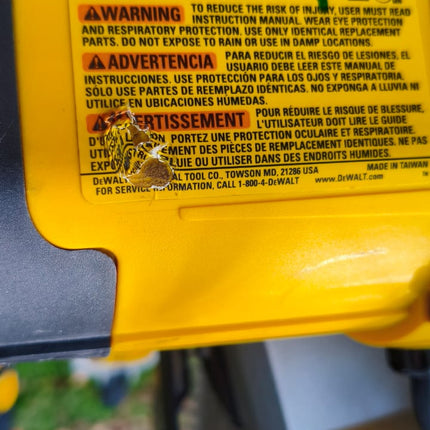 ⚠WARNING TO REDUCE THE RISK OF INJURY, USER MUST READ
INSTRUCTION MANUAL. WEAR EYE PROTECTION
AND RESPIRATORY PROTECTION. USE ONLY IDENTICAL REPLACEMENT
PARTS. DO NOT EXPOSE TO RAIN OR USE IN DAMP LOCATIONS.
⚠ADVERTENCIA PARA REDUCIR EL RIESGO DE LESIONES, EL
USUARIO DEBE LEER ESTE MANUAL DE
INSTRUCCIONES. USE PROTECCIÓN PARA LOS OJOS Y RESPIRATORIA.
SÓLO USE PARTES DE REEMPLAZO IDÉNTICAS. NO EXPONGA A LLUVIA NI
UTILICE EN UBICACIONES HÚMEDAS.
⚠ERTISSEMENT POUR RÉDUIRE LE RISQUE DE BLESSURE,
L'UTILISATEUR DOIT LIRE LE GUIDE
PORTEZ UNE PROTECTION OCULAIRE ET RESPIRATOIRE.
EMENT DES PIÈCES DE REMPLACEMENT IDENTIQUES. NE PAS
EXPO LUIE OU UTILISER DANS DES ENDROITS HUMIDES.
DEWALT AL TOOL CO., TOWSON MD, 21286 USA MADE IN TAIWAN
FOR SERVICE INFORMATION, CALL 1-800-4-DEWALT www.DEWALT.com